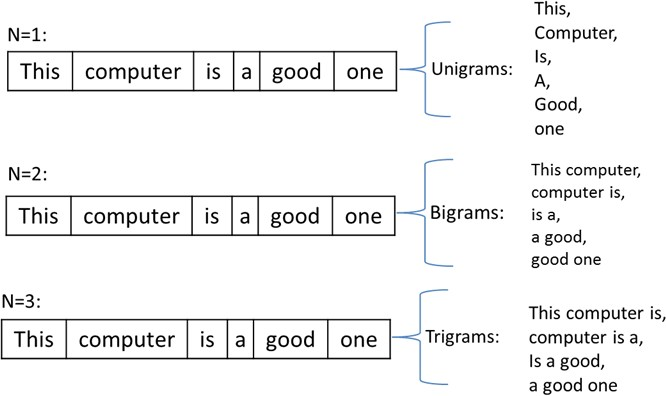 N=1:
This computer is a good one
Unigrams:
This,
Computer,
Is,
A,
Good,
one
N=2:
This computer is a good one
Bigrams:
This computer,
computer is,
is a,
a good,
good one
N=3:
This computer is a good one
Trigrams:
This computer is,
computer is a,
Is a good,
a good one